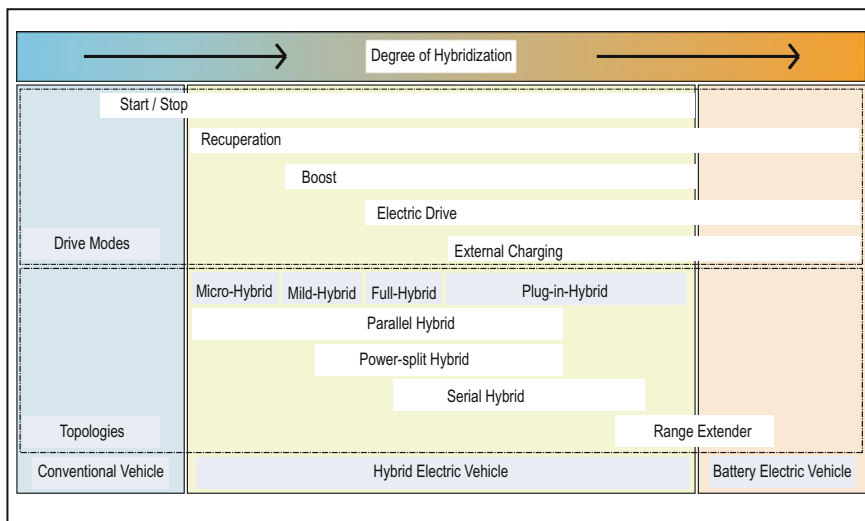 Degree of Hybridization
Start / Stop
Recuperation
Boost
Electric Drive
Drive Modes
External Charging
Micro-Hybrid Mild-Hybrid Full-Hybrid Plug-in-Hybrid
Parallel Hybrid
Power-split Hybrid
Serial Hybrid
Topologies Range Extender
Conventional Vehicle Hybrid Electric Vehicle Battery Electric Vehicle